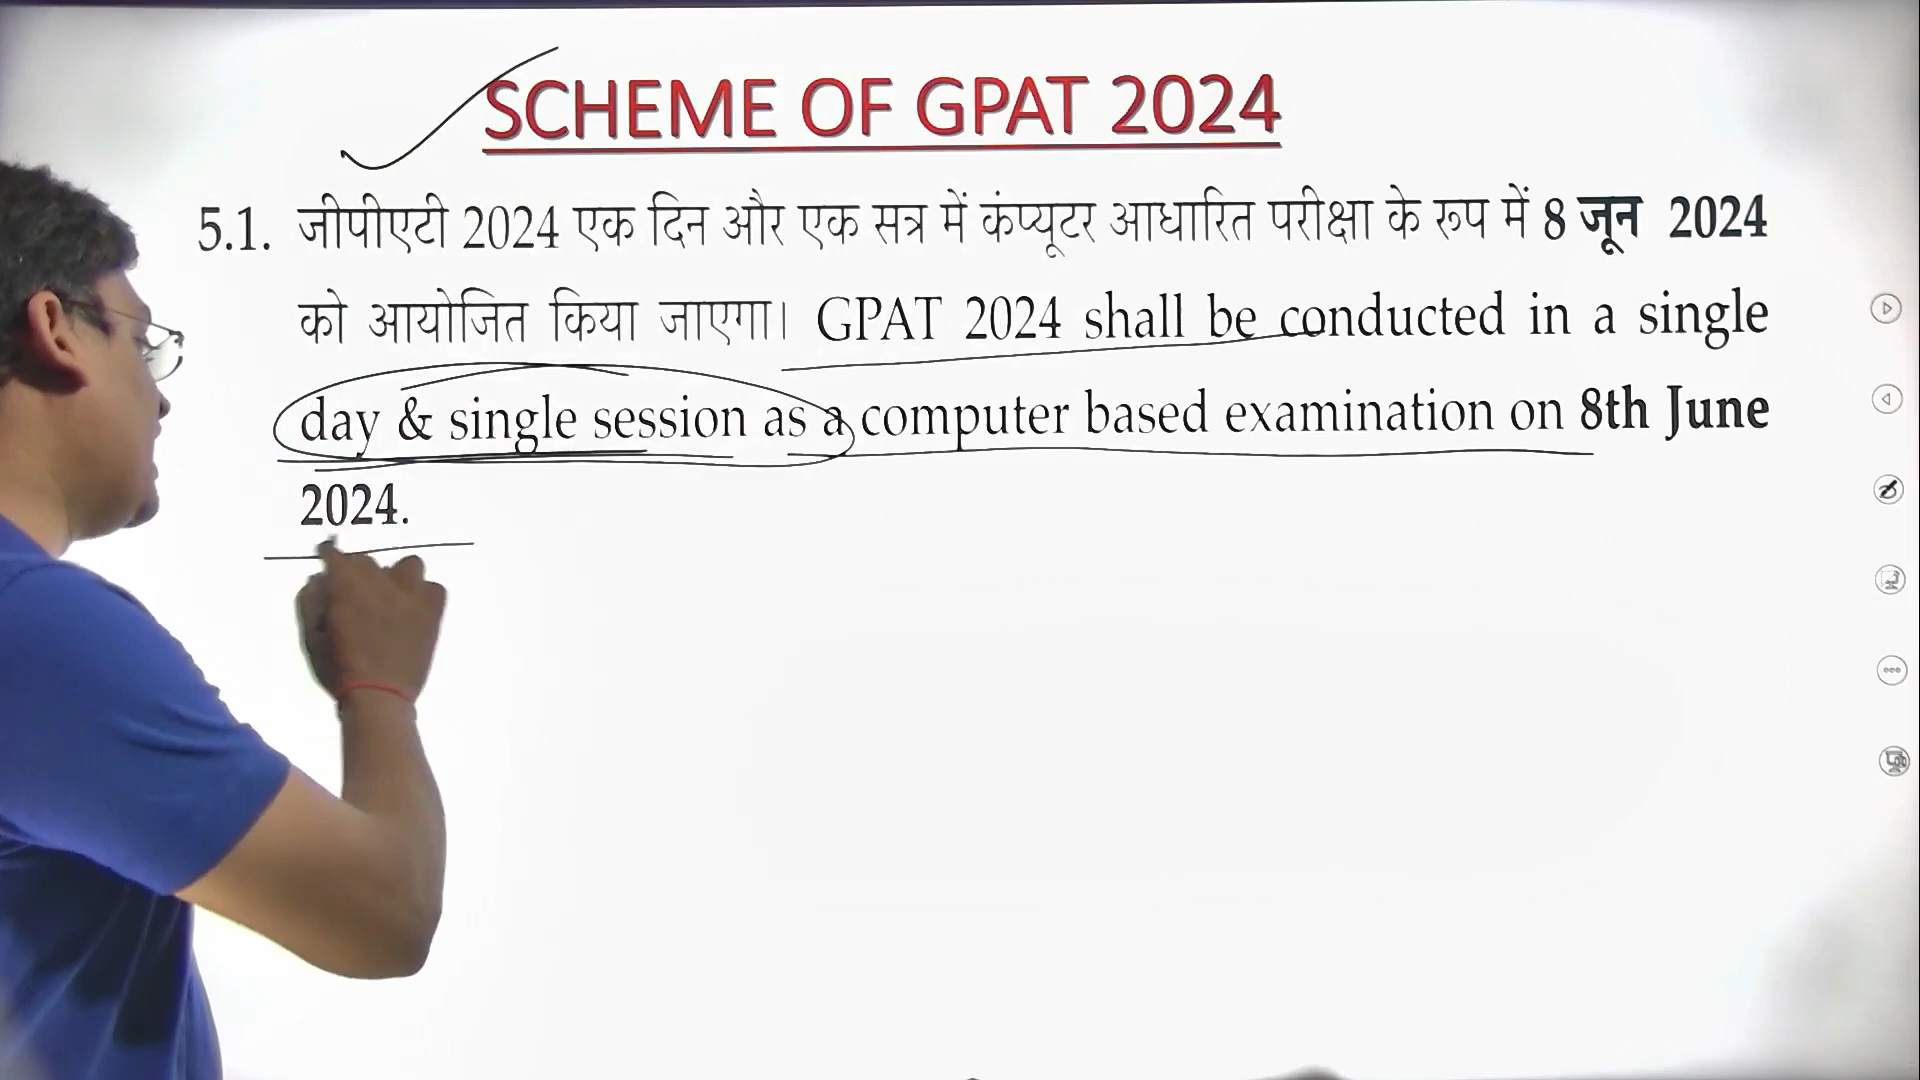 SCHEME OF GPAT 2024
5.1. जीपीएटी 2024 एक दिन और एक सत्र में कंप्यूटर आधारित परीक्षा के रूप में 8 जून 2024
को आयोजित किया जाएगा। GPAT 2024 shall be conducted in a single
day & single session as a computer based examination on 8th June
2024.